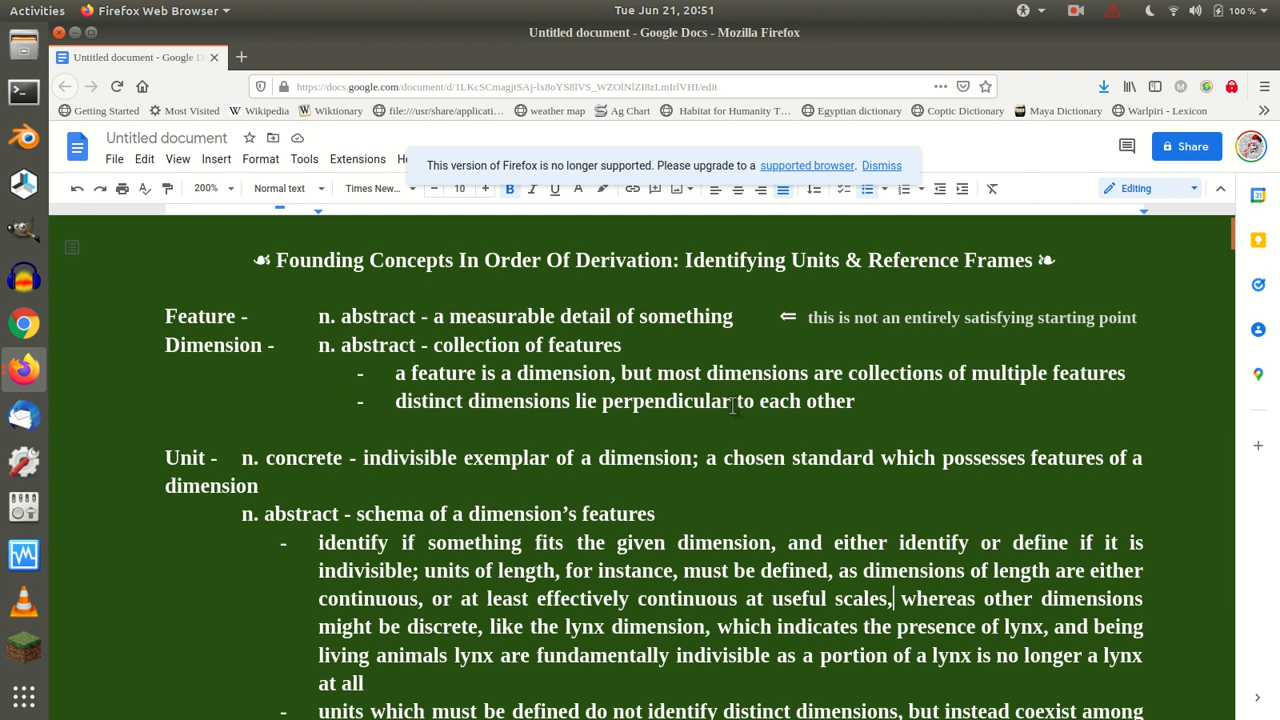 Activities Firefox Web Browser Tue Jun 21, 20:51 100 %
Untitled document - Google Docs - Mozilla Firefox
Untitled document - Google D
https://docs.google.com/document/d/1LKcSCmagjtSAj-lx8oYS8lVS_WZOlNlZI8zLmIrlVHI/edit
Getting Started Most Visited Wikipedia Wiktionary file:///usr/share/applicati… weather map Ag Chart Habitat for Humanity T… Egyptian dictionary Coptic Dictionary Maya Dictionary Warlpiri - Lexicon
Untitled document
File Edit View Insert Format Tools Extensions He
Share
This version of Firefox is no longer supported. Please upgrade to a supported browser. Dismiss
200% Normal text Times New... 10 B I U A Editing
☙ Founding Concepts In Order Of Derivation: Identifying Units & Reference Frames ❧
Feature - n. abstract - a measurable detail of something ⇐ this is not an entirely satisfying starting point
Dimension - n. abstract - collection of features
- a feature is a dimension, but most dimensions are collections of multiple features
- distinct dimensions lie perpendicular to each other
Unit - n. concrete - indivisible exemplar of a dimension; a chosen standard which possesses features of a
dimension
n. abstract - schema of a dimension’s features
- identify if something fits the given dimension, and either identify or define if it is
indivisible; units of length, for instance, must be defined, as dimensions of length are either
continuous, or at least effectively continuous at useful scales, whereas other dimensions
might be discrete, like the lynx dimension, which indicates the presence of lynx, and being
living animals lynx are fundamentally indivisible as a portion of a lynx is no longer a lynx
at all
- units which must be defined do not identify distinct dimensions, but instead coexist among